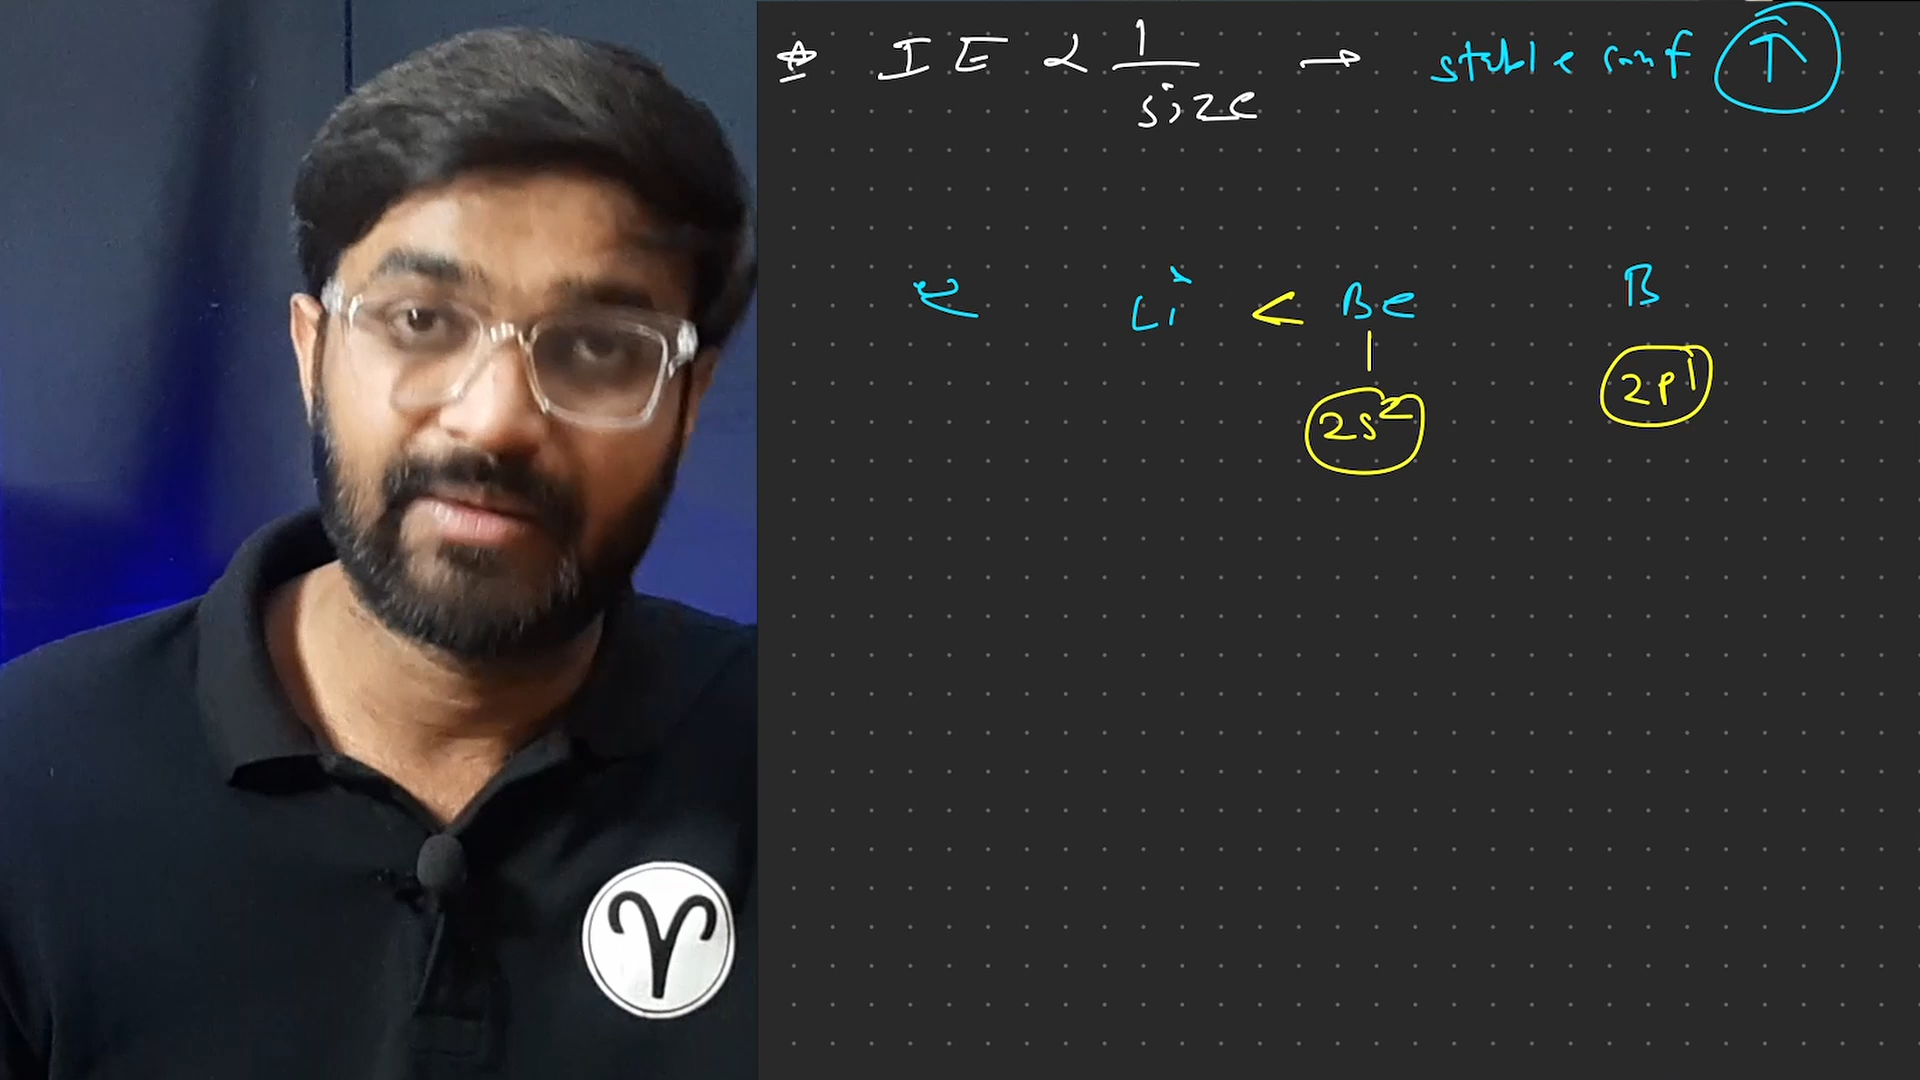 * IE ∝ 1/size → stable conf ↑
Li < Be B
2s² 2p¹